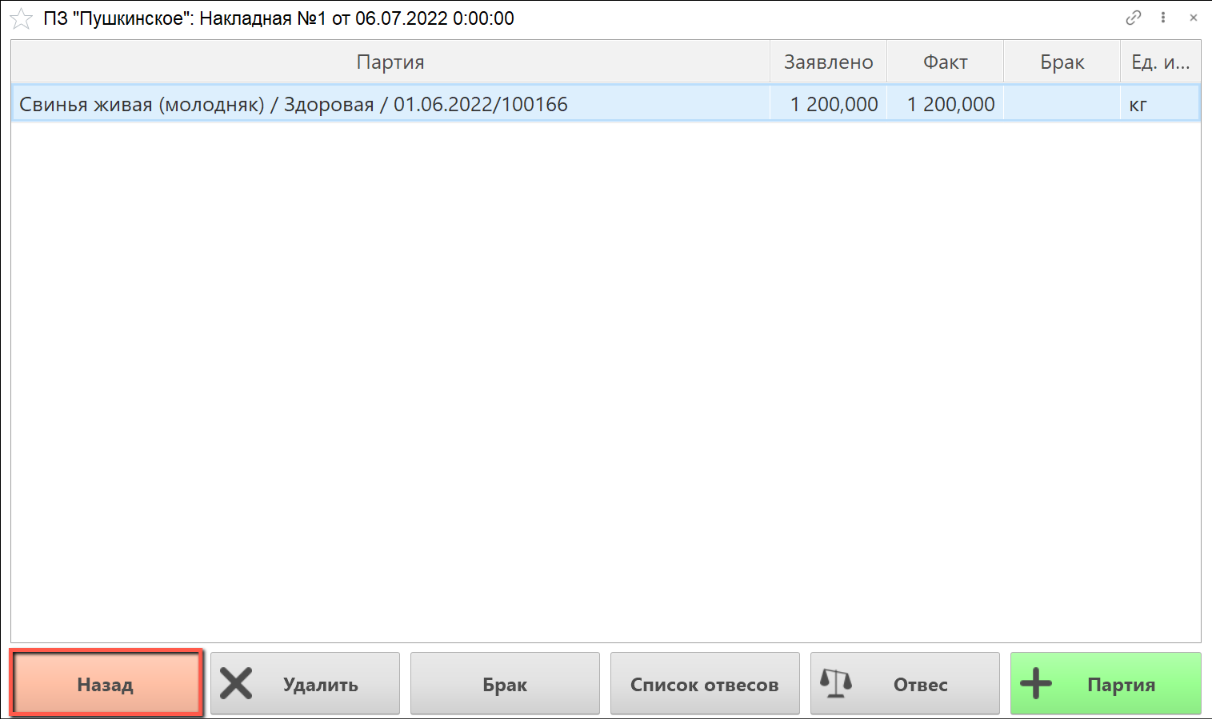 ПЗ "Пушкинское": Накладная №1 от 06.07.2022 0:00:00
Партия Заявлено Факт Брак Ед. и...
Свинья живая (молодняк) / Здоровая / 01.06.2022/100166 1 200,000 1 200,000 кг
Назад Удалить Брак Список отвесов Отвес Партия